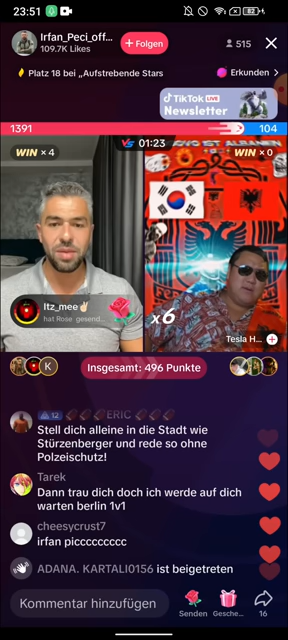 23:51
Irfan_Peci_off...
109.7K Likes
+ Folgen
515
Platz 18 bei „Aufstrebende Stars
Erkunden >
TikTok LIVE
Newsletter
1391
104
WIN × 4
VS 01:23
WIN × 0
x6
Itz_mee✌🏻
hat Rose gesend...
Tesla H...
K
Insgesamt: 496 Punkte
12 🏈🏈🏈ERIC 🏈🏈🏈
Stell dich alleine in die Stadt wie
Stürzenberger und rede so ohne
Polzeischutz!
Tarek
Dann trau dich doch ich werde auf dich
warten berlin 1v1
cheesycrust7
irfan piccccccccc
ADANA. KARTALI0156 ist beigetreten
Kommentar hinzufügen
Senden
Gesche...
16